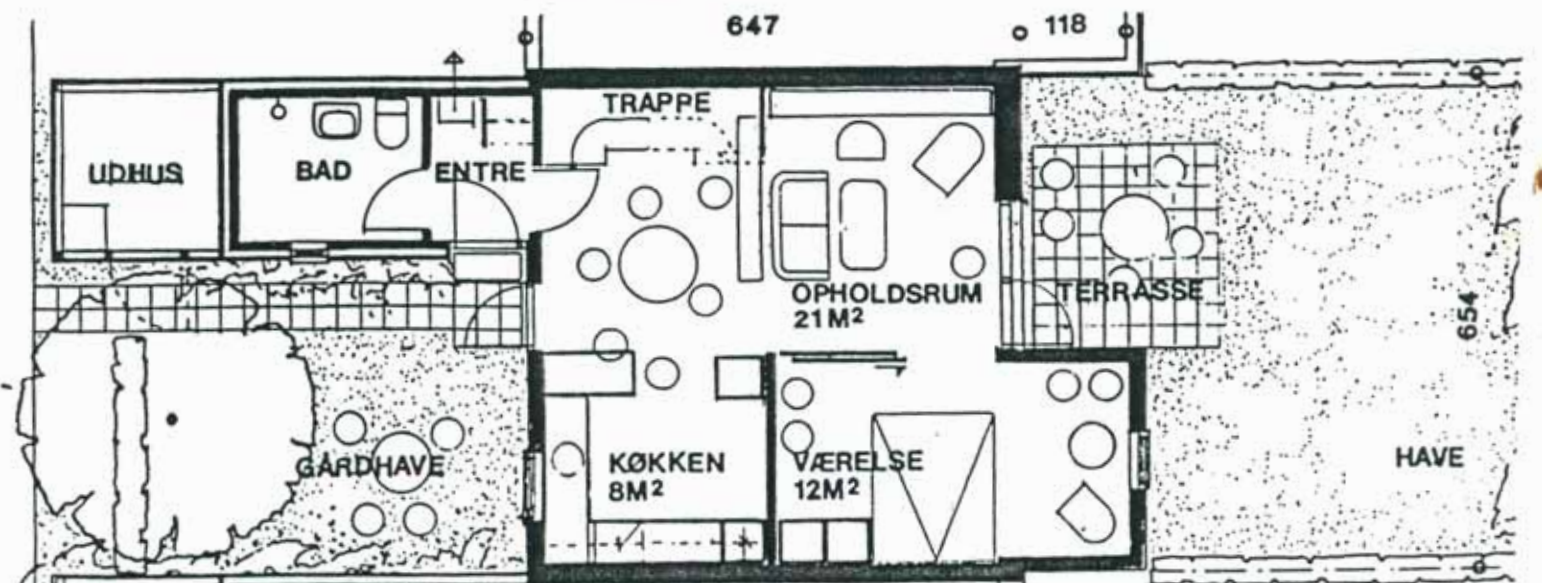 647
118
TRAPPE
UDHUS
BAD
ENTRE
OPHOLDSRUM
21M²
TERRASSE
654
GÅRDHAVE
KØKKEN
8M²
VÆRELSE
12M²
HAVE